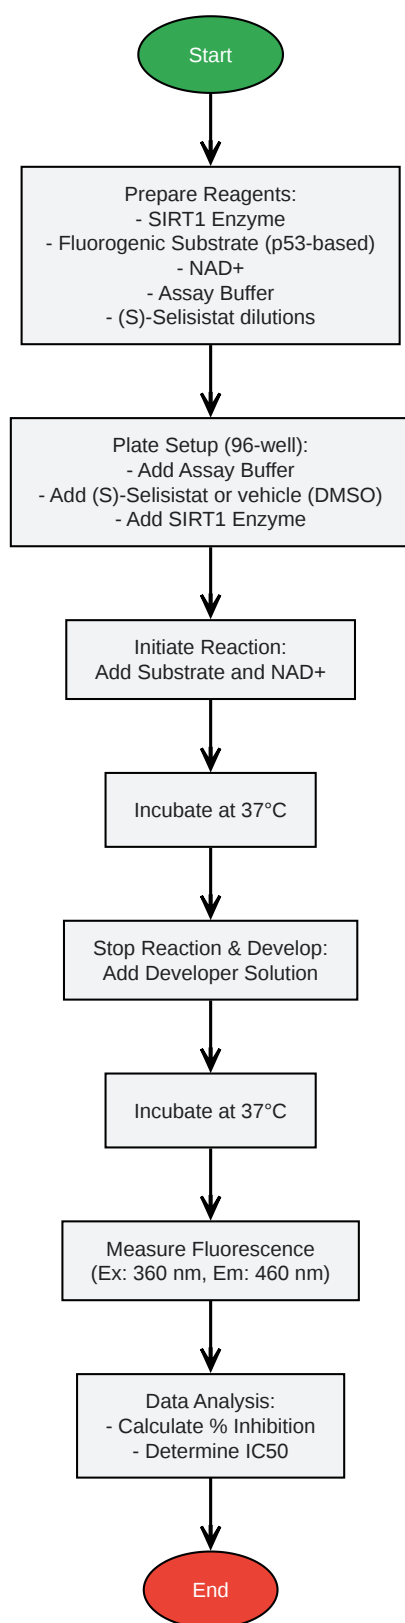 Start
Prepare Reagents:
- SIRT1 Enzyme
- Fluorogenic Substrate (p53-based)
- NAD+
- Assay Buffer
- (S)-Selisistat dilutions
Plate Setup (96-well):
- Add Assay Buffer
- Add (S)-Selisistat or vehicle (DMSO)
- Add SIRT1 Enzyme
Initiate Reaction:
Add Substrate and NAD+
Incubate at 37°C
Stop Reaction & Develop:
Add Developer Solution
Incubate at 37°C
Measure Fluorescence
(Ex: 360 nm, Em: 460 nm)
Data Analysis:
- Calculate % Inhibition
- Determine IC50
End